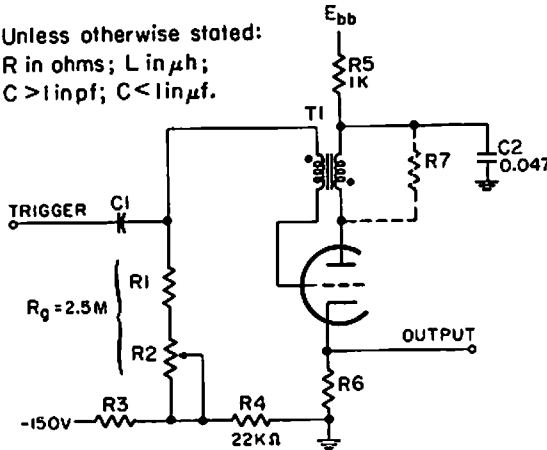 Unless otherwise stated:
R in ohms; L in μh;
C >1 in pf; C<1 in μf.
Ebb
R5
1K
T1
R7
C2
0.047
C1
TRIGGER
R1
Rg = 2.5M
R2
OUTPUT
R6
R3
R4
-150V
22KΩ